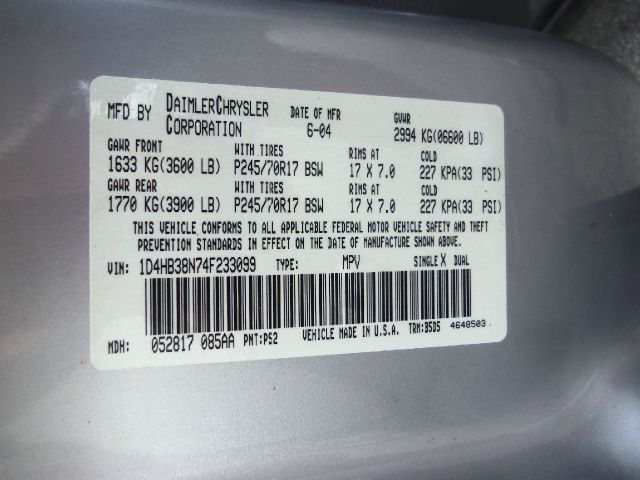 MFD BY DAIMLERCHRYSLER CORPORATION DATE OF MFR 6-04 GVWR 2994 KG(06600 LB)
GAWR FRONT WITH TIRES RIMS AT COLD
1633 KG(3600 LB) P245/70R17 BSW 17 X 7.0 227 KPA(33 PSI)
GAWR REAR WITH TIRES RIMS AT COLD
1770 KG(3900 LB) P245/70R17 BSW 17 X 7.0 227 KPA(33 PSI)
THIS VEHICLE CONFORMS TO ALL APPLICABLE FEDERAL MOTOR VEHICLE SAFETY AND THEFT
PREVENTION STANDARDS IN EFFECT ON THE DATE OF MANUFACTURE SHOWN ABOVE.
VIN: 1D4HB38N74F233099 TYPE: MPV SINGLE X DUAL
MDH: 052817 085AA PNT:PS2 VEHICLE MADE IN U.S.A. TRM:B5D5 4648503